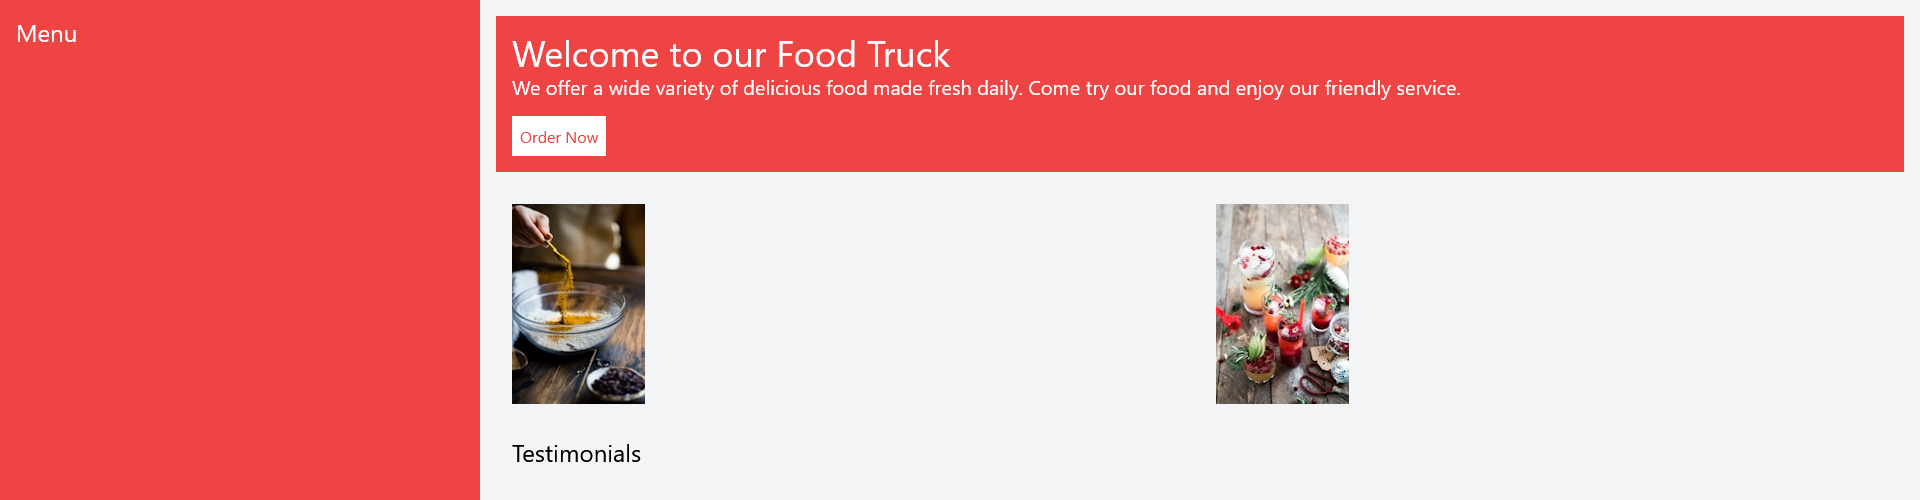 Menu
Welcome to our Food Truck
We offer a wide variety of delicious food made fresh daily. Come try our food and enjoy our friendly service.
Order Now
Testimonials